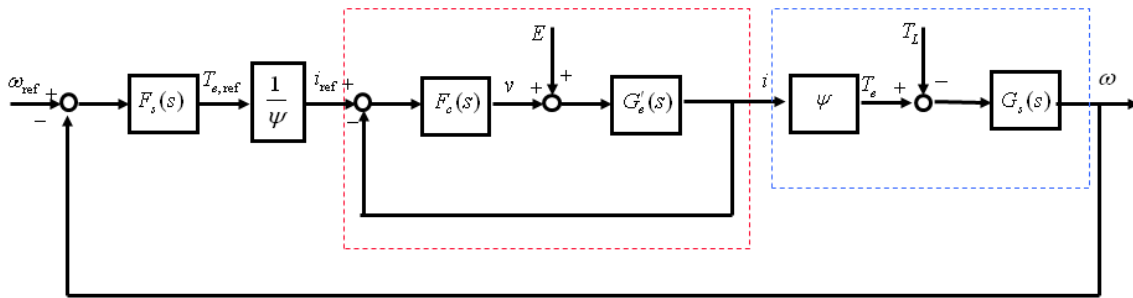 E
T_L
ω_ref
+
−
F_s(s)
T_e,ref
1
ψ
i_ref
+
−
F_c(s)
v
+
+
G'_e(s)
i
ψ
T_e
+
−
G_s(s)
ω